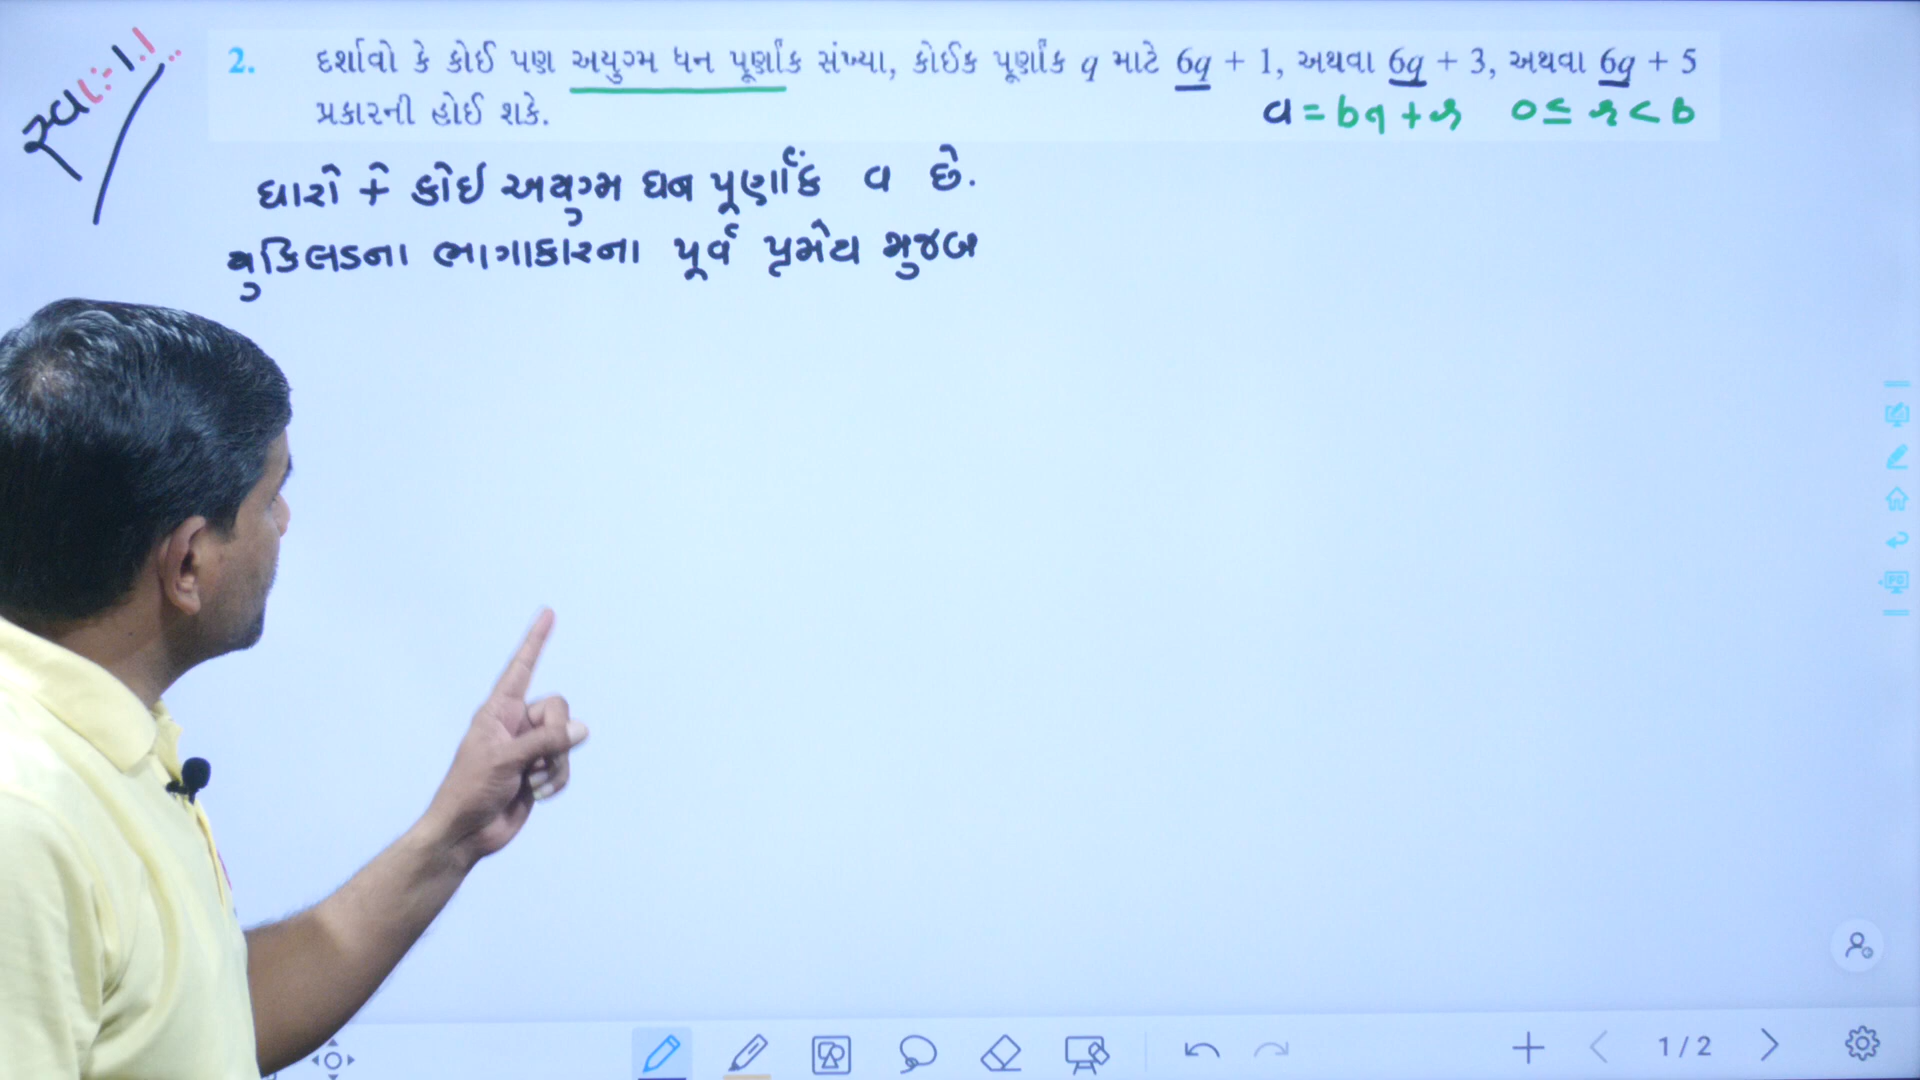 સ્વા:- 1.1
2. દર્શાવો કે કોઈ પણ અયુગ્મ ધન પૂર્ણાંક સંખ્યા, કોઈક પૂર્ણાંક q માટે 6q + 1, અથવા 6q + 3, અથવા 6q + 5
પ્રકારની હોઈ શકે.
a = bq + r 0 ≤ r < b
ધારો કે કોઈ અયુગ્મ ધન પૂર્ણાંક a છે.
યુકિલડના ભાગાકારના પૂર્વ પ્રમેય મુજબ
1/2